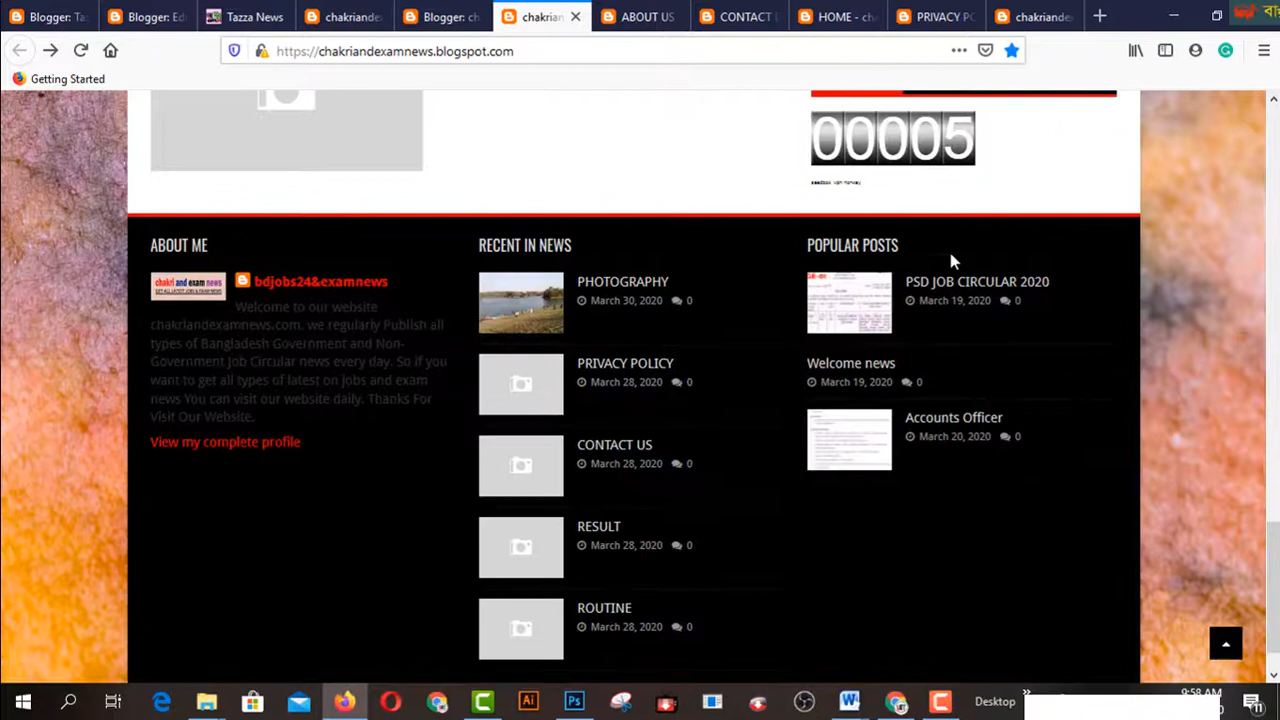 Blogger: Ta
Blogger: Ed
Tazza News
chakriande
Blogger: ch
chakrian
ABOUT US
CONTACT
HOME - cha
PRIVACY PO
chakriande
https://chakriandexamnews.blogspot.com
Getting Started
00005
ABOUT ME
chakri and exam news
bdjobs24&examnews
Welcome to our website
chakriandexamnews.com. we regularly Publish all
types of Bangladesh Government and Non-
Government Job Circular news every day. So if you
want to get all types of latest on jobs and exam
news You can visit our website daily. Thanks For
Visit Our Website.
View my complete profile
RECENT IN NEWS
PHOTOGRAPHY
March 30, 2020 0
PRIVACY POLICY
March 28, 2020 0
CONTACT US
March 28, 2020 0
RESULT
March 28, 2020 0
ROUTINE
March 28, 2020 0
POPULAR POSTS
PSD JOB CIRCULAR 2020
March 19, 2020 0
Welcome news
March 19, 2020 0
Accounts Officer
March 20, 2020 0
Desktop
9:58 AM